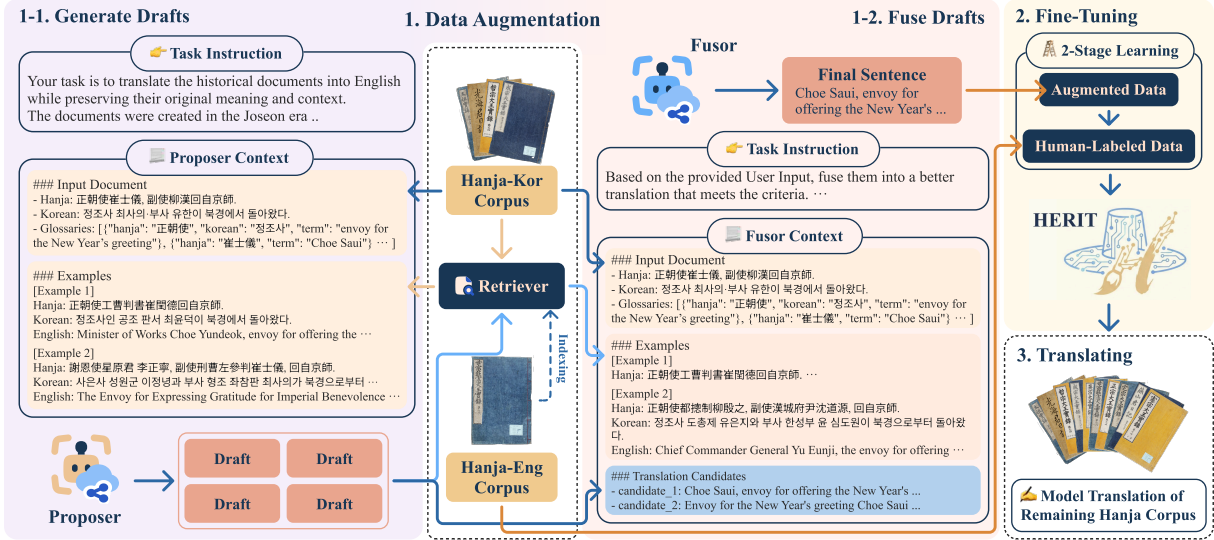 1-1. Generate Drafts
👉 Task Instruction
Your task is to translate the historical documents into English
while preserving their original meaning and context.
The documents were created in the Joseon era ..
Proposer Context
### Input Document
- Hanja: 正朝使崔士儀, 副使柳漢回自京師.
- Korean: 정조사 최사의·부사 유한이 북경에서 돌아왔다.
- Glossaries: [{"hanja": "正朝使", "korean": "정조사", "term": "envoy for
the New Year's greeting"}, {"hanja": "崔士儀", "term": "Choe Saui"} ··· ]
### Examples
[Example 1]
Hanja: 正朝使工曹判書崔閏德回自京師.
Korean: 정조사인 공조 판서 최윤덕이 북경에서 돌아왔다.
English: Minister of Works Choe Yundeok, envoy for offering the ···
[Example 2]
Hanja: 謝恩使星原君 李正寧, 副使刑曹左參判崔士儀, 回自京師.
Korean: 사은사 성원군 이정녕과 부사 형조 좌참판 최사의가 북경으로부터 ···
English: The Envoy for Expressing Gratitude for Imperial Benevolence ···
Proposer
Draft
Draft
Draft
Draft
1. Data Augmentation
Hanja-Kor
Corpus
Retriever
Indexing
Hanja-Eng
Corpus
1-2. Fuse Drafts
Fusor
Final Sentence
Choe Saui, envoy for
offering the New Year's ...
👉 Task Instruction
Based on the provided User Input, fuse them into a better
translation that meets the criteria. ···
Fusor Context
### Input Document
- Hanja: 正朝使崔士儀, 副使柳漢回自京師.
- Korean: 정조사 최사의·부사 유한이 북경에서 돌아왔다.
- Glossaries: [{"hanja": "正朝使", "korean": "정조사", "term": "envoy for
the New Year's greeting"}, {"hanja": "崔士儀", "term": "Choe Saui"} ··· ]
### Examples
[Example 1]
Hanja: 正朝使工曹判書崔閏德回自京師. ···
[Example 2]
Hanja: 正朝使都摠制柳殷之, 副使漢城府尹沈道源, 回自京師.
Korean: 정조사 도총제 유은지와 부사 한성부 윤 심도원이 북경으로부터 돌아왔
다.
English: Chief Commander General Yu Eunji, the envoy for offering ···
### Translation Candidates
- candidate_1: Choe Saui, envoy for offering the New Year's ...
- candidate_2: Envoy for the New Year's greeting Choe Saui ...
2. Fine-Tuning
2-Stage Learning
Augmented Data
Human-Labeled Data
HERIT
3. Translating
✍ Model Translation of
Remaining Hanja Corpus